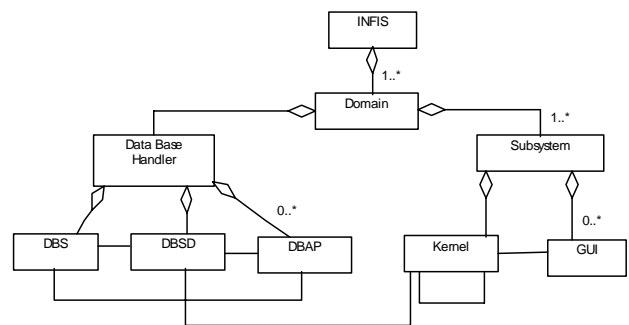 INFIS
1..*
Domain
1..*
Data Base
Handler
Subsystem
0..*
0..*
DBS
DBSD
DBAP
Kernel
GUI